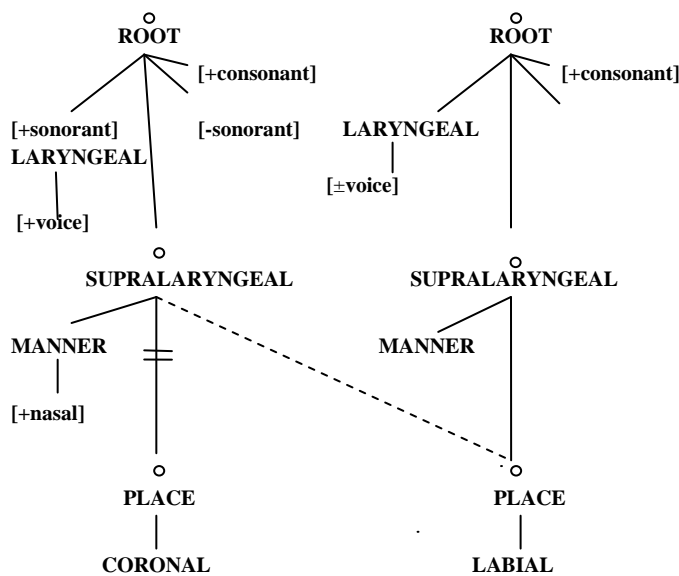 ROOT ROOT
[+consonant] [+consonant]
[+sonorant] [-sonorant] LARYNGEAL
LARYNGEAL
[±voice]
[+voice]
SUPRALARYNGEAL SUPRALARYNGEAL
MANNER MANNER
[+nasal]
PLACE PLACE
CORONAL LABIAL